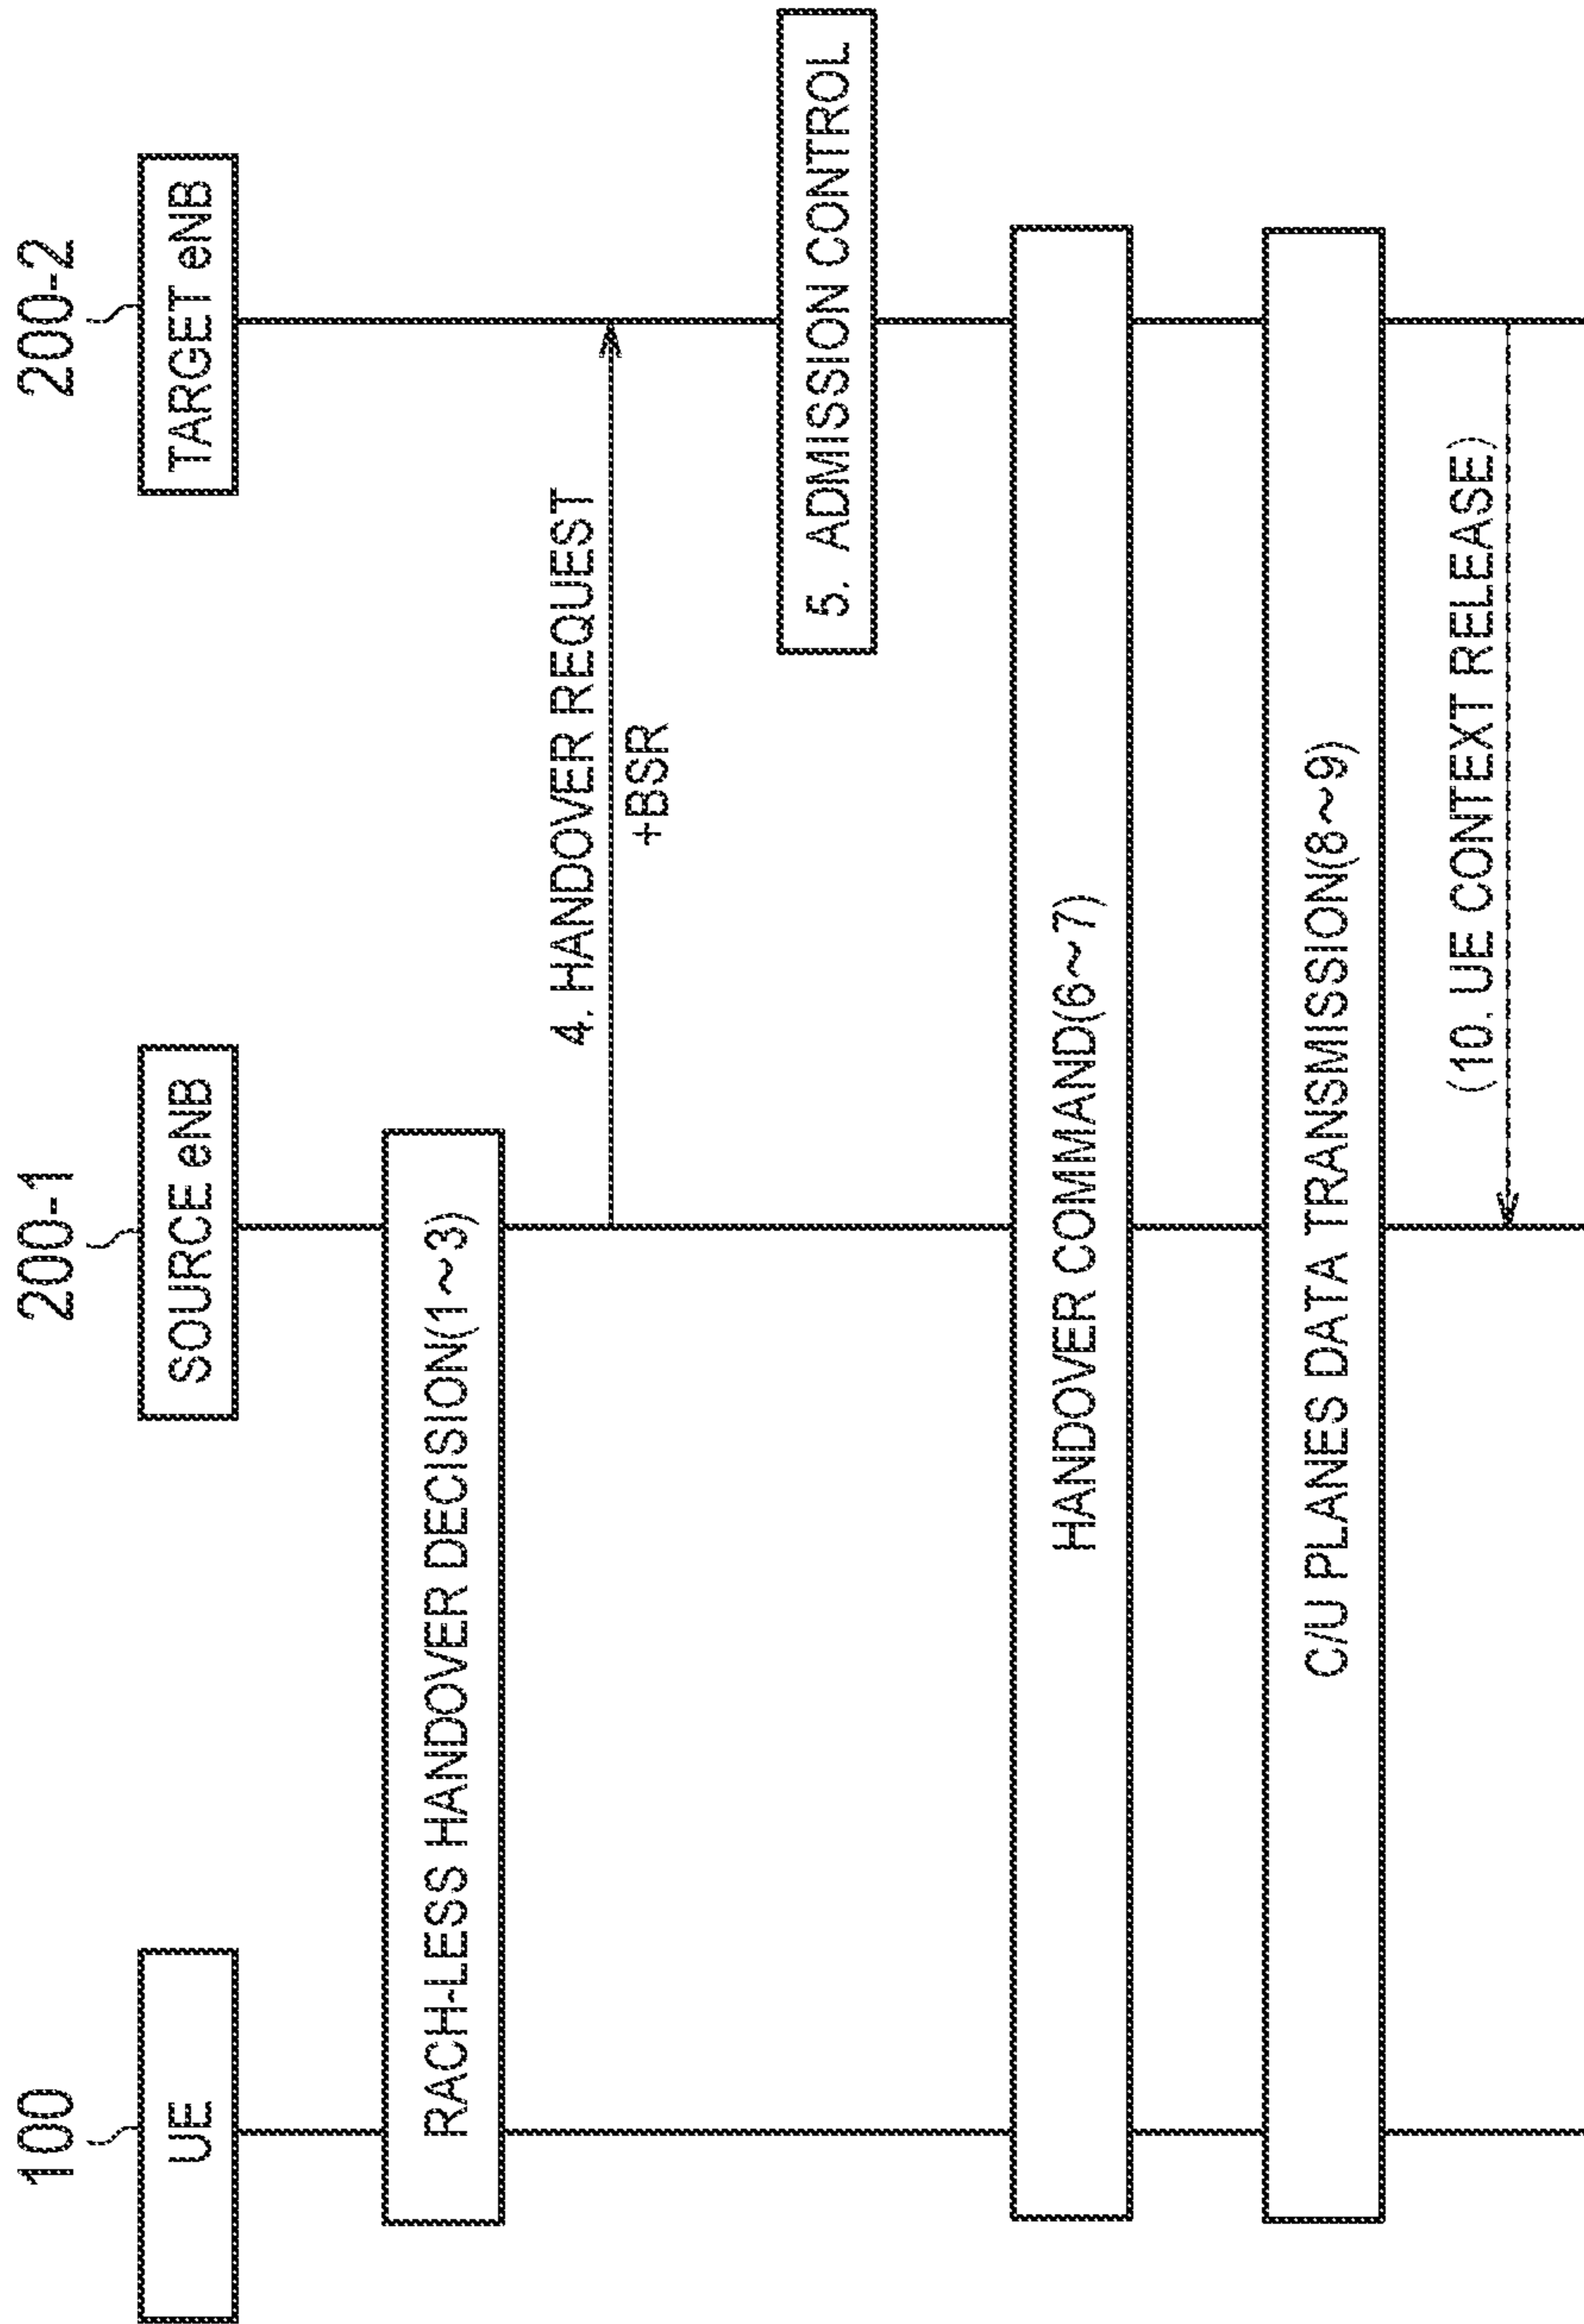 100
200-1
200-2
UE
SOURCE eNB
TARGET eNB
RACH-LESS HANDOVER DECISION(1~3)
4. HANDOVER REQUEST
+BSR
5. ADMISSION CONTROL
HANDOVER COMMAND(6~7)
C/U PLANES DATA TRANSMISSION(8~9)
(10. UE CONTEXT RELEASE)